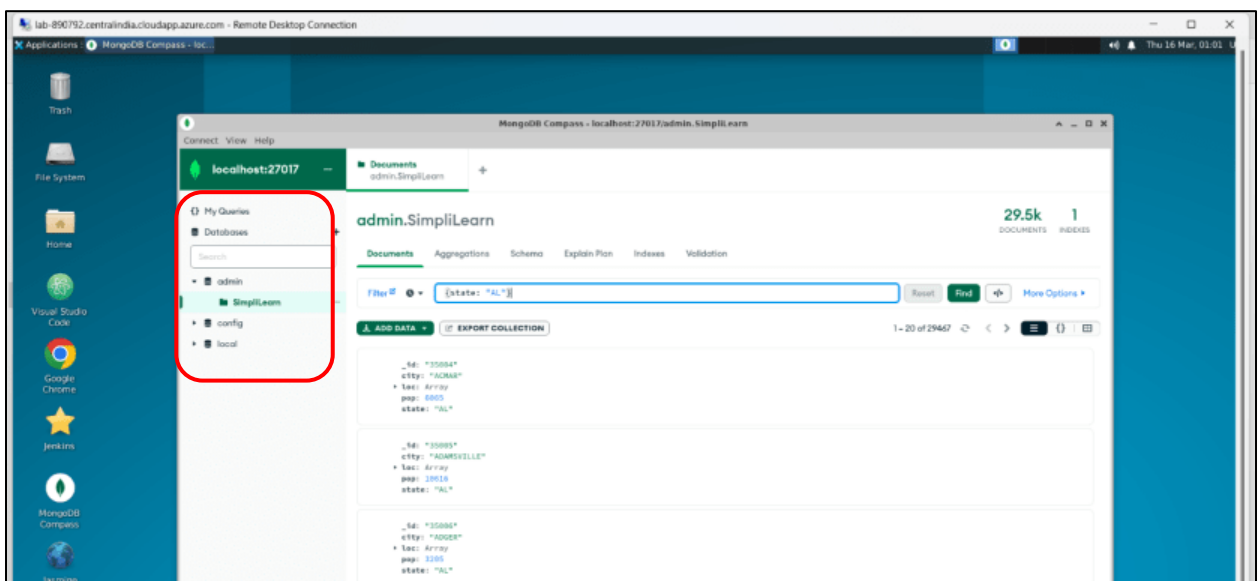 lab-890792.centralindia.cloudapp.azure.com - Remote Desktop Connection
Applications : MongoDB Compass - loc...
Thu 16 Mar, 01:01 U
Trash
File System
Home
Visual Studio
Code
Google
Chrome
Jenkins
MongoDB
Compass
MongoDB Compass - localhost:27017/admin.SimpliLearn
Connect View Help
localhost:27017
{} My Queries
Databases +
Search
admin
SimpliLearn
config
local
Documents
admin.SimpliLearn
+
admin.SimpliLearn
29.5k 1
DOCUMENTS INDEXES
Documents Aggregations Schema Explain Plan Indexes Validation
Filter {state: "AL"} Reset Find </> More Options
ADD DATA EXPORT COLLECTION 1-20 of 29467 {}
_id: "35004"
city: "ACMAR"
loc: Array
pop: 6055
state: "AL"
_id: "35005"
city: "ADAMSVILLE"
loc: Array
pop: 10616
state: "AL"
_id: "35006"
city: "ADGER"
loc: Array
pop: 3205
state: "AL"